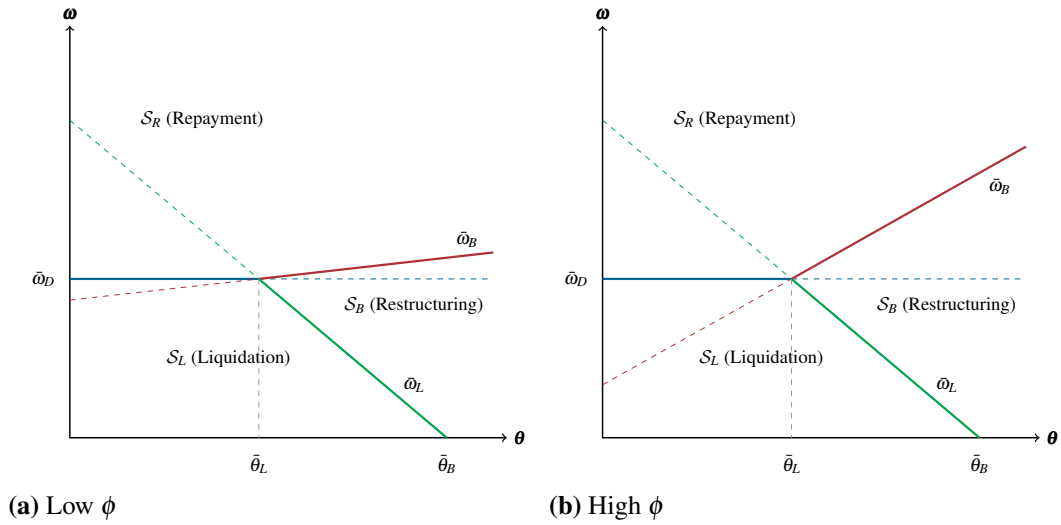 ω
S_R (Repayment)
ω̄_B
ω̄_D
S_B (Restructuring)
S_L (Liquidation)
ω̄_L
θ
θ̄_L
θ̄_B
(a) Low ϕ
ω
S_R (Repayment)
ω̄_B
ω̄_D
S_B (Restructuring)
S_L (Liquidation)
ω̄_L
θ
θ̄_L
θ̄_B
(b) High ϕ